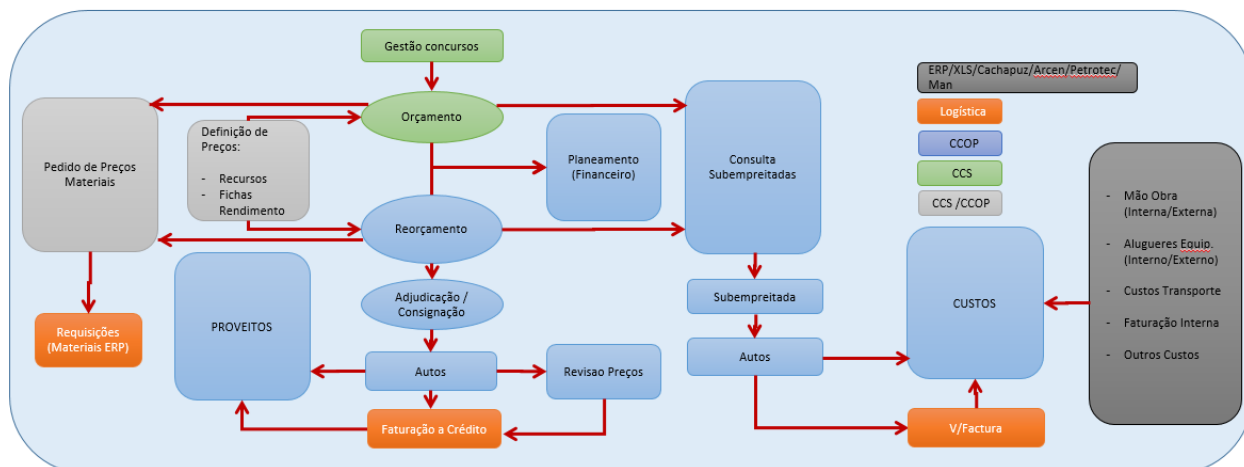 Gestão concursos
Orçamento
Pedido de Preços
Materiais
Definição de
Preços:
- Recursos
- Fichas
Rendimento
Planeamento
(Financeiro)
Consulta
Subempreitadas
Reorçamento
Adjudicação /
Consignação
PROVEITOS
Requisições
(Materiais ERP)
Autos
Revisao Preços
Faturação a Crédito
Subempreitada
Autos
CUSTOS
V/Factura
ERP/XLS/Cachapuz/Arcen/Petrotec/
Man
Logística
CCOP
CCS
CCS /CCOP
- Mão Obra
(Interna/Externa)
- Alugueres Equip.
(Interno/Externo)
- Custos Transporte
- Faturação Interna
- Outros Custos